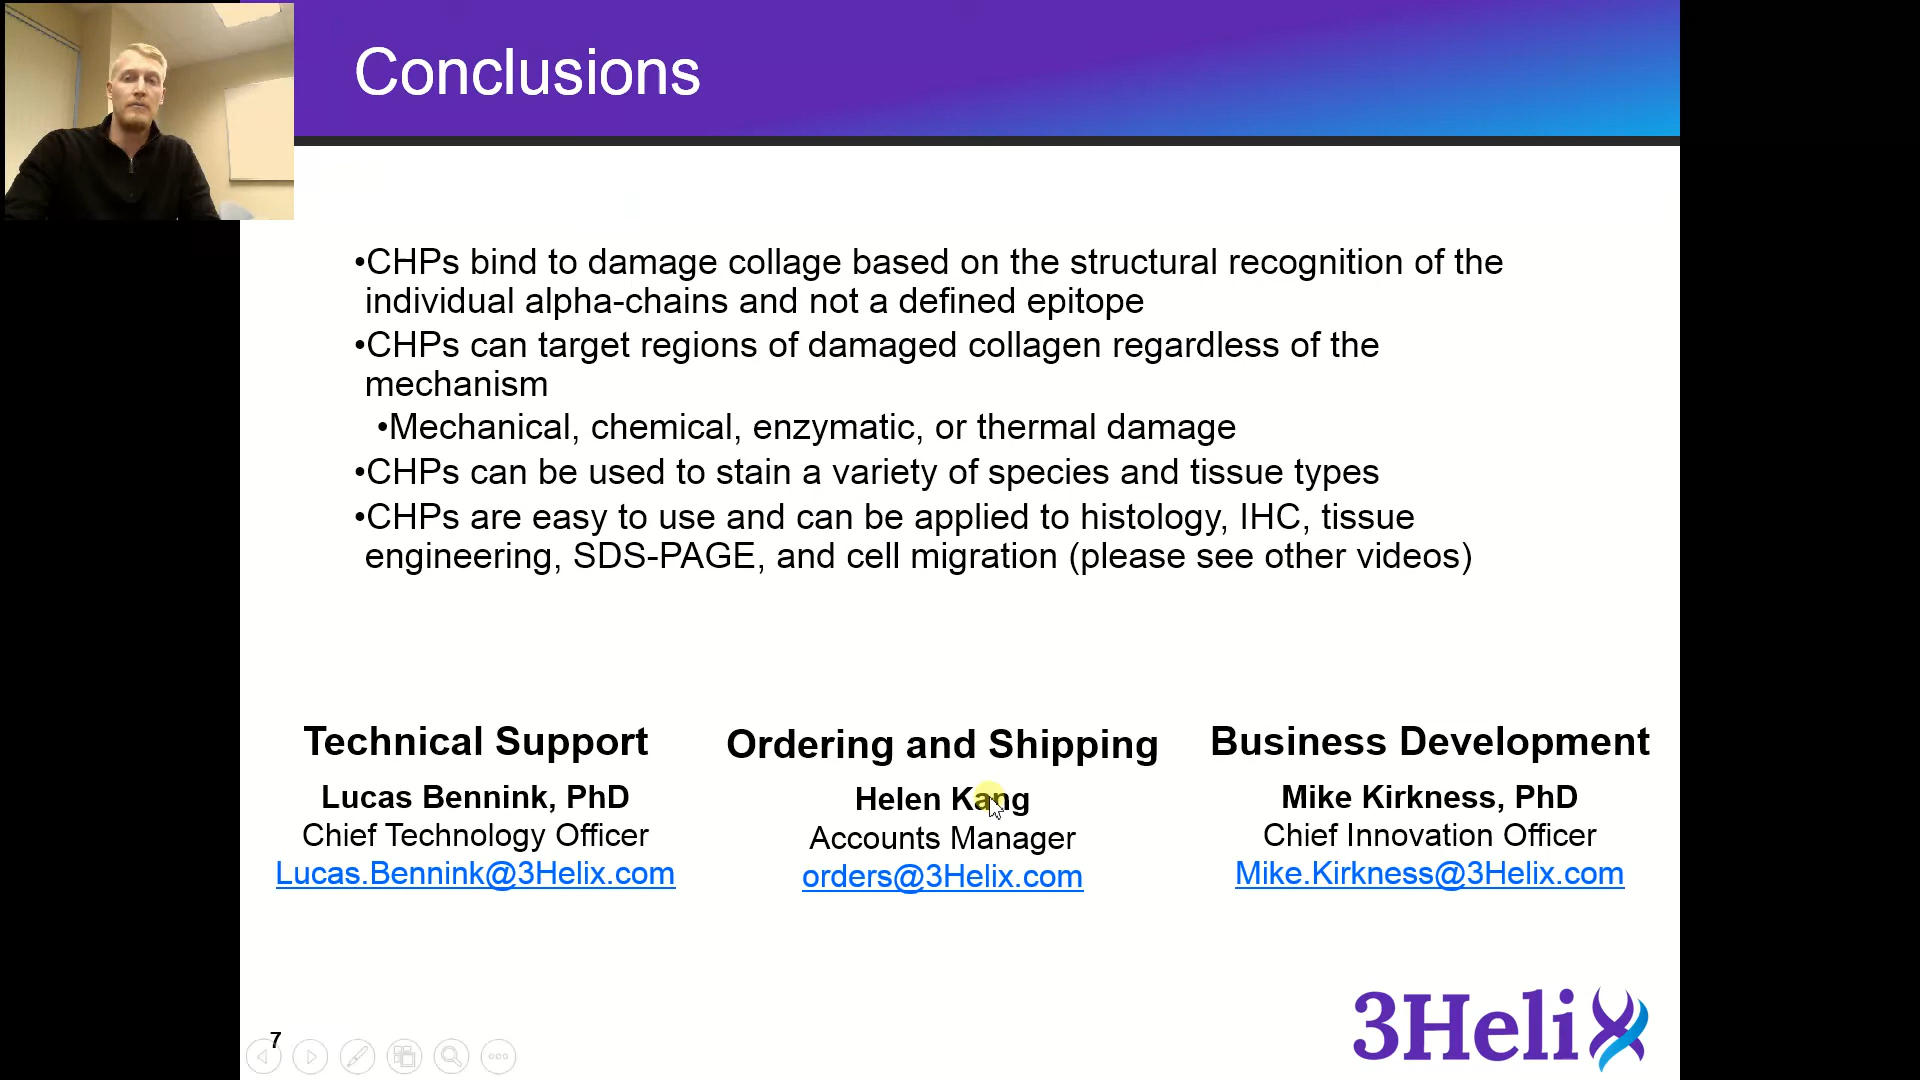 Conclusions
•CHPs bind to damage collage based on the structural recognition of the
individual alpha-chains and not a defined epitope
•CHPs can target regions of damaged collagen regardless of the
mechanism
•Mechanical, chemical, enzymatic, or thermal damage
•CHPs can be used to stain a variety of species and tissue types
•CHPs are easy to use and can be applied to histology, IHC, tissue
engineering, SDS-PAGE, and cell migration (please see other videos)
Technical Support
Lucas Bennink, PhD
Chief Technology Officer
Lucas.Bennink@3Helix.com
Ordering and Shipping
Helen Kang
Accounts Manager
orders@3Helix.com
Business Development
Mike Kirkness, PhD
Chief Innovation Officer
Mike.Kirkness@3Helix.com
7
3Helix